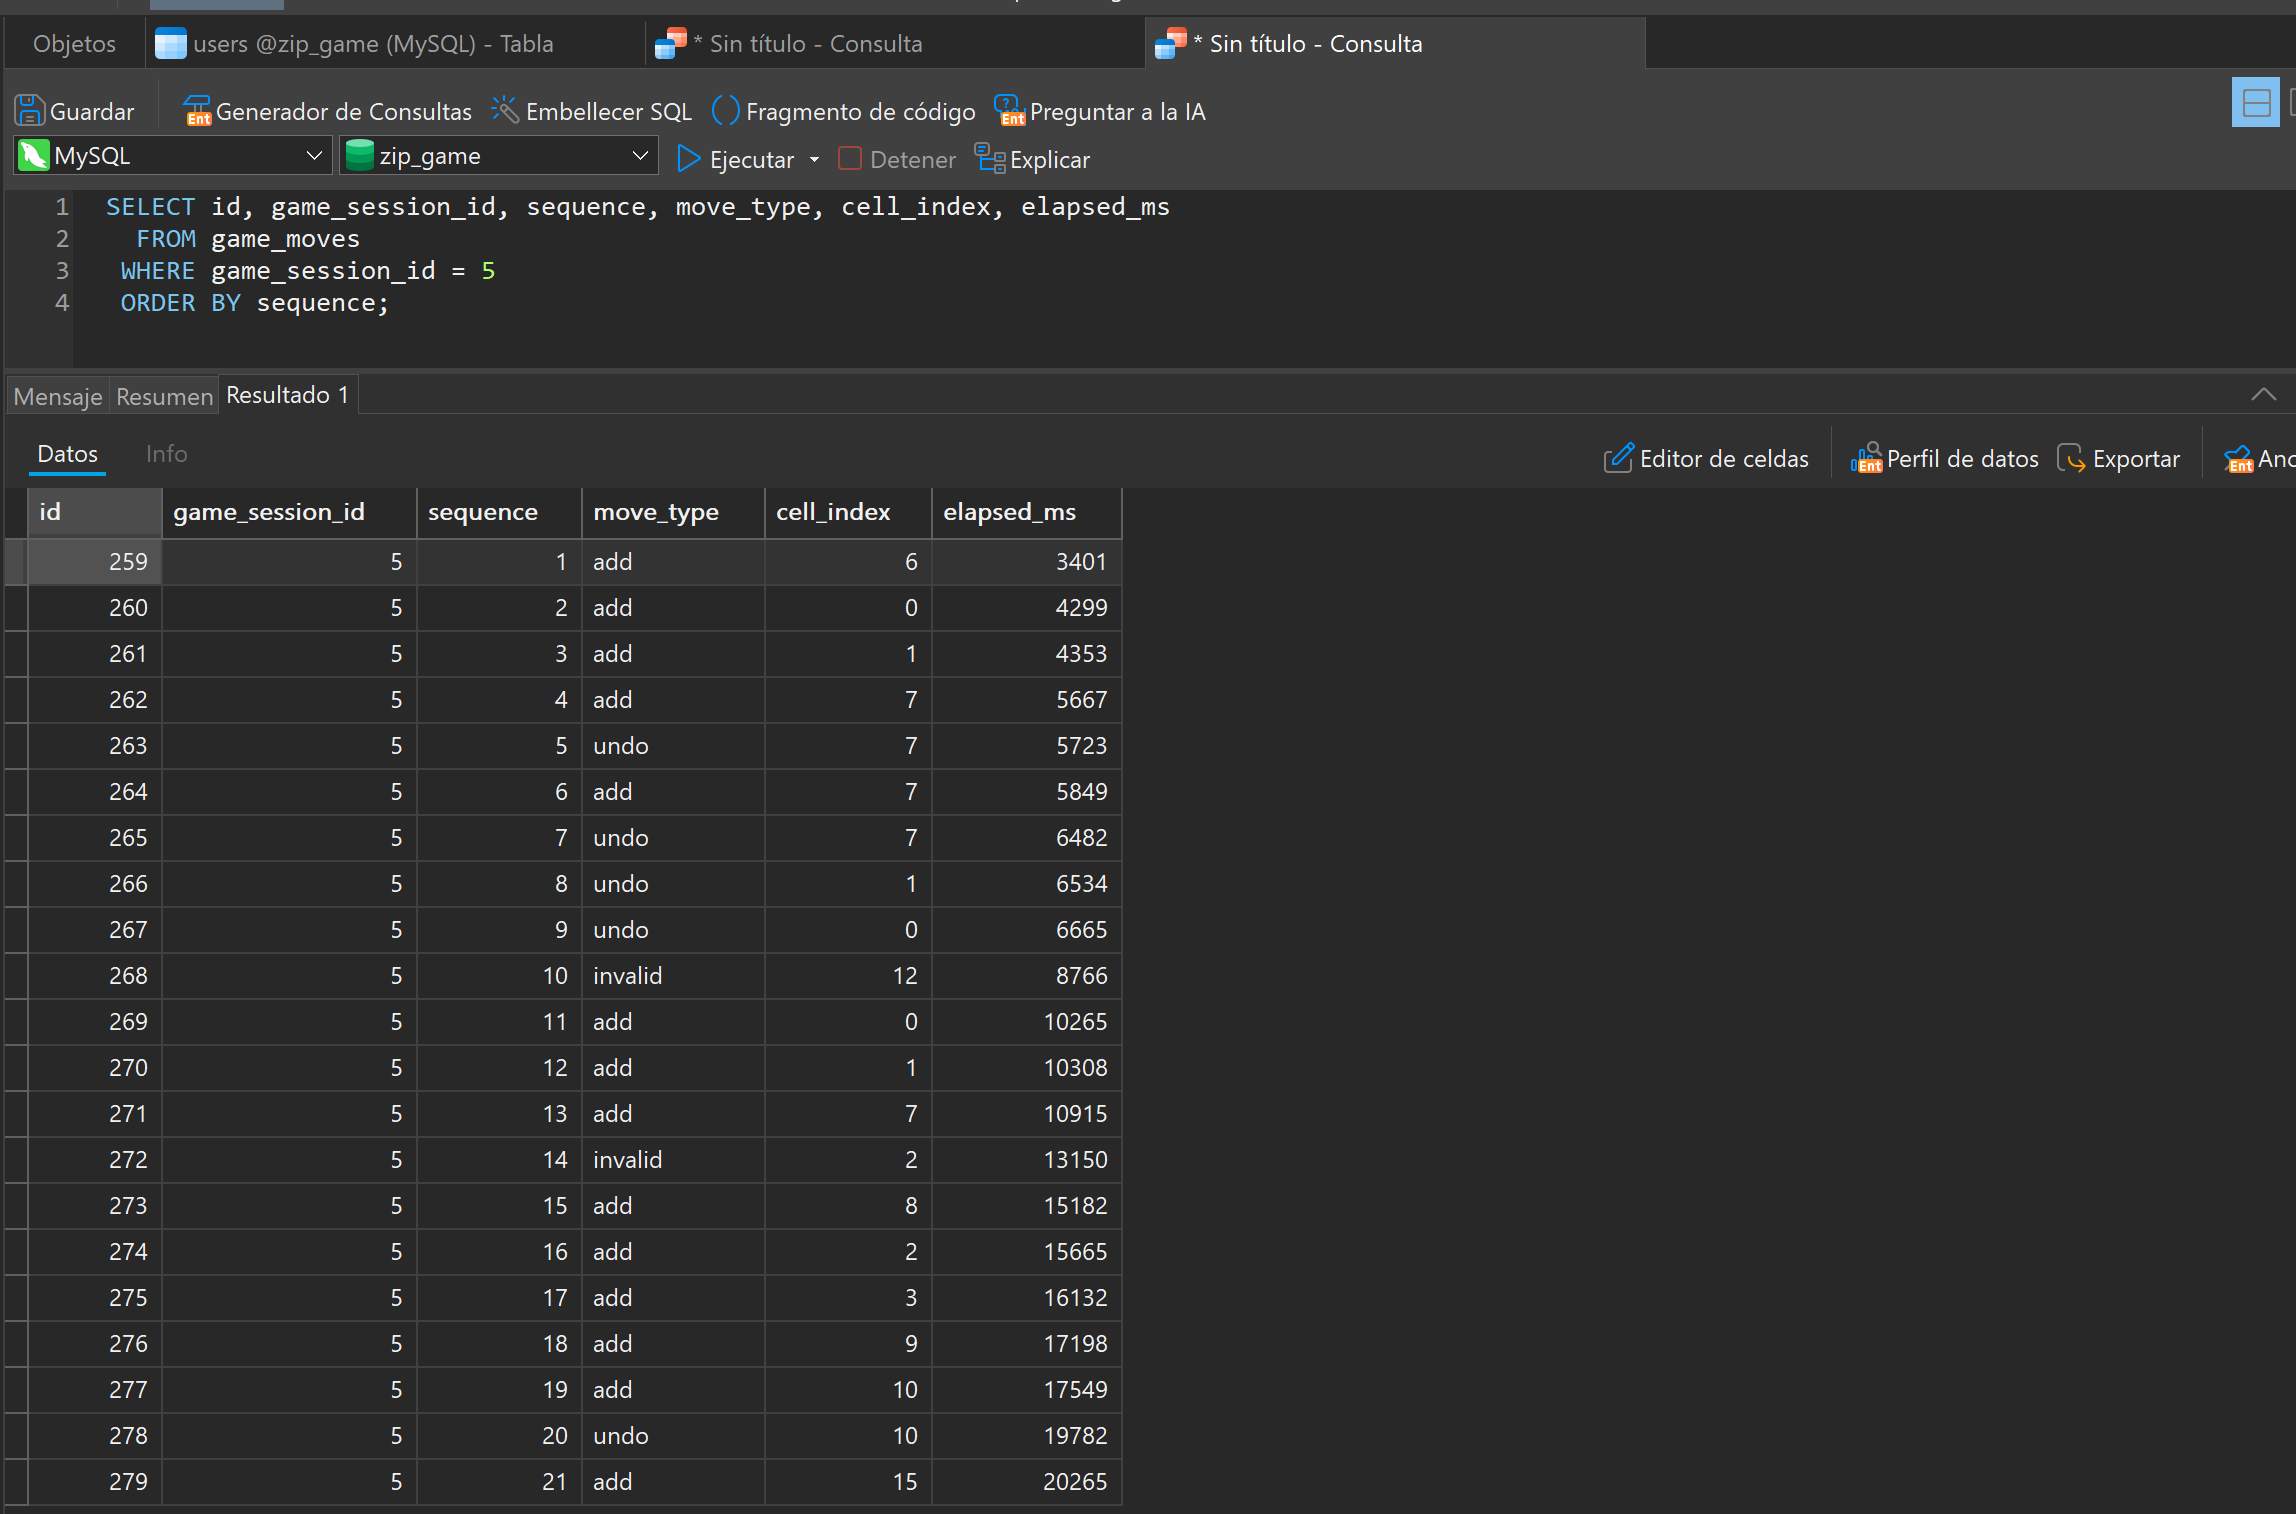 Objetos
users @zip_game (MySQL) - Tabla
* Sin título - Consulta
* Sin título - Consulta
Guardar
Ent Generador de Consultas
Embellecer SQL
() Fragmento de código
Ent Preguntar a la IA
MySQL
zip_game
Ejecutar
Detener
Explicar
1 SELECT id, game_session_id, sequence, move_type, cell_index, elapsed_ms
2 FROM game_moves
3 WHERE game_session_id = 5
4 ORDER BY sequence;
Mensaje Resumen Resultado 1
Datos Info
Editor de celdas
Ent Perfil de datos
Exportar
Ent
id game_session_id sequence move_type cell_index elapsed_ms
259 5 1 add 6 3401
260 5 2 add 0 4299
261 5 3 add 1 4353
262 5 4 add 7 5667
263 5 5 undo 7 5723
264 5 6 add 7 5849
265 5 7 undo 7 6482
266 5 8 undo 1 6534
267 5 9 undo 0 6665
268 5 10 invalid 12 8766
269 5 11 add 0 10265
270 5 12 add 1 10308
271 5 13 add 7 10915
272 5 14 invalid 2 13150
273 5 15 add 8 15182
274 5 16 add 2 15665
275 5 17 add 3 16132
276 5 18 add 9 17198
277 5 19 add 10 17549
278 5 20 undo 10 19782
279 5 21 add 15 20265